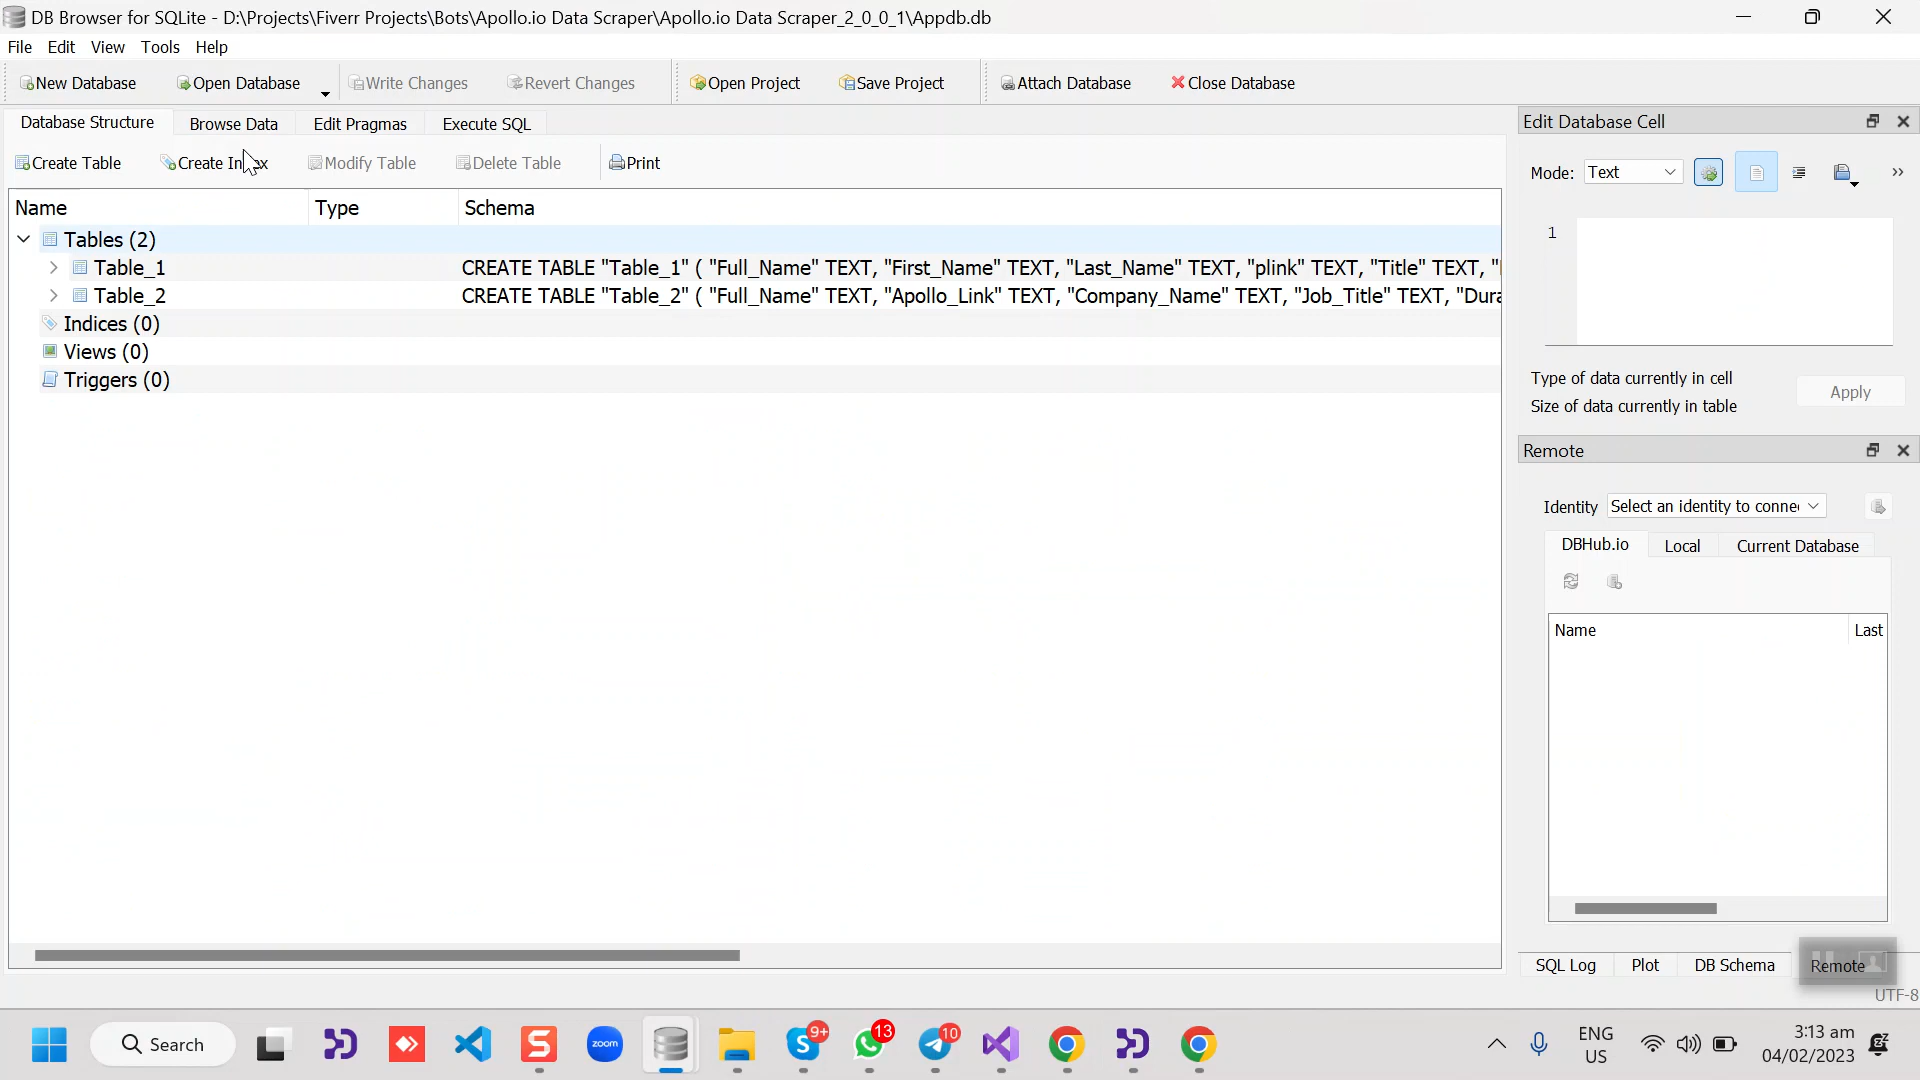 DB Browser for SQLite - D:\Projects\Fiverr Projects\Bots\Apollo.io Data Scraper\Apollo.io Data Scraper_2_0_0_1\Appdb.db
File Edit View Tools Help
New Database Open Database Write Changes Revert Changes Open Project Save Project Attach Database Close Database
Database Structure Browse Data Edit Pragmas Execute SQL
Create Table Create Index Modify Table Delete Table Print
Name Type Schema
Tables (2)
Table_1 CREATE TABLE "Table_1" ( "Full_Name" TEXT, "First_Name" TEXT, "Last_Name" TEXT, "plink" TEXT, "Title" TEXT, "
Table_2 CREATE TABLE "Table_2" ( "Full_Name" TEXT, "Apollo_Link" TEXT, "Company_Name" TEXT, "Job_Title" TEXT, "Dura
Indices (0)
Views (0)
Triggers (0)
Edit Database Cell
Mode: Text
1
Type of data currently in cell
Size of data currently in table
Apply
Remote
Identity Select an identity to conne
DBHub.io Local Current Database
Name Last
SQL Log Plot DB Schema Remote
UTF-8
Search
zoom
9+
13
10
ENG
US
3:13 am
04/02/2023